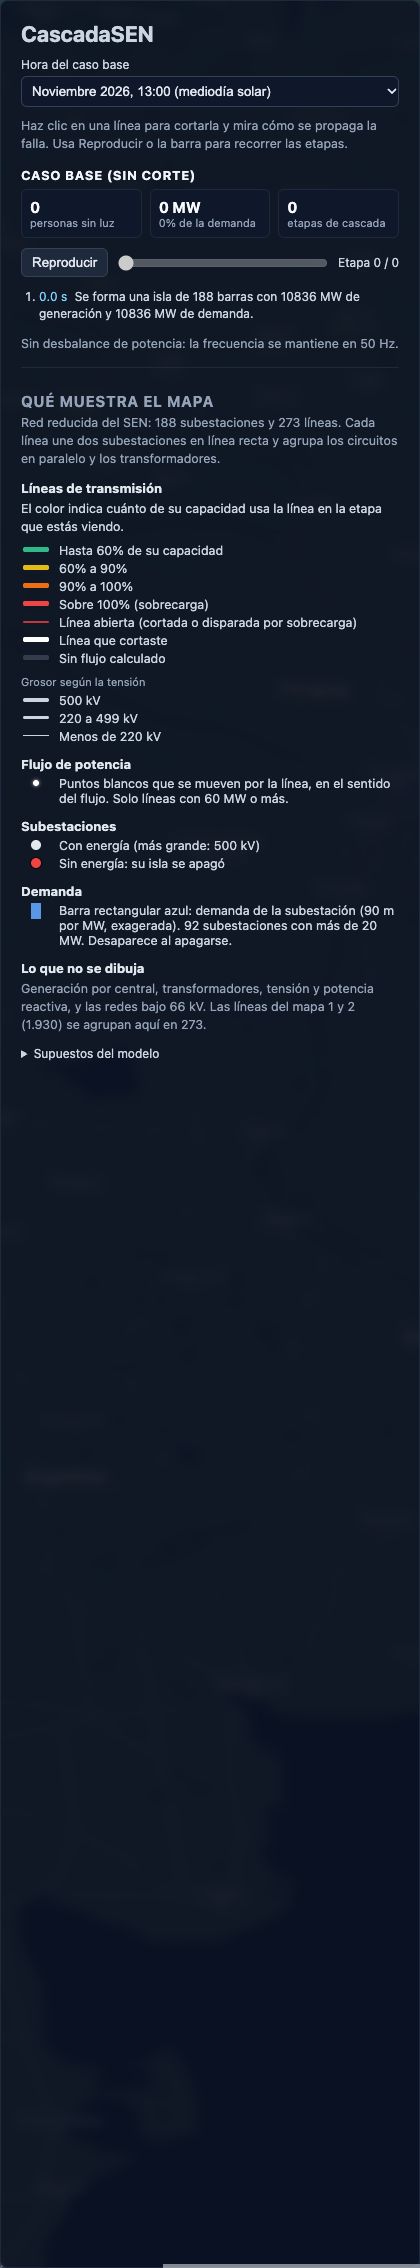 CascadaSEN
Hora del caso base
Noviembre 2026, 13:00 (mediodía solar)
Haz clic en una línea para cortarla y mira cómo se propaga la
falla. Usa Reproducir o la barra para recorrer las etapas.
CASO BASE (SIN CORTE)
0
personas sin luz
0 MW
0% de la demanda
0
etapas de cascada
Reproducir
Etapa 0 / 0
1. 0.0 s Se forma una isla de 188 barras con 10836 MW de
generación y 10836 MW de demanda.
Sin desbalance de potencia: la frecuencia se mantiene en 50 Hz.
QUÉ MUESTRA EL MAPA
Red reducida del SEN: 188 substaciones y 273 líneas. Cada
línea une dos substaciones en línea recta y agrupa los circuitos
en paralelo y los transformadores.
Líneas de transmisión
El color indica cuánto de su capacidad usa la línea en la etapa
que estás viendo.
Hasta 60% de su capacidad
60% a 90%
90% a 100%
Sobre 100% (sobrecarga)
Línea abierta (cortada o disparada por sobrecarga)
Línea que cortaste
Sin flujo calculado
Grosor según la tensión
500 kV
220 a 499 kV
Menos de 220 kV
Flujo de potencia
Puntos blancos que se mueven por la línea, en el sentido
del flujo. Solo líneas con 60 MW o más.
Subestaciones
Con energía (más grande: 500 kV)
Sin energía: su isla se apagó
Demanda
Barra rectangular azul: demanda de la subestación (90 m
por MW, exagerada). 92 subestaciones con más de 20
MW. Desaparece al apagarse.
Lo que no se dibuja
Generación por central, transformadores, tensión y potencia
reactiva, y las redes bajo 66 kV. Las líneas del mapa 1 y 2
(1.930) se agrupan aquí en 273.
Supuestos del modelo